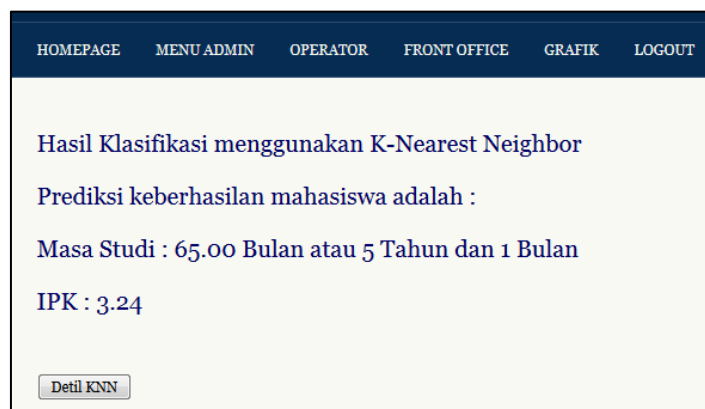 HOMEPAGE MENU ADMIN OPERATOR FRONT OFFICE GRAFIK LOGOUT
Hasil Klasifikasi menggunakan K-Nearest Neighbor
Prediksi keberhasilan mahasiswa adalah :
Masa Studi : 65.00 Bulan atau 5 Tahun dan 1 Bulan
IPK : 3.24
Detil KNN